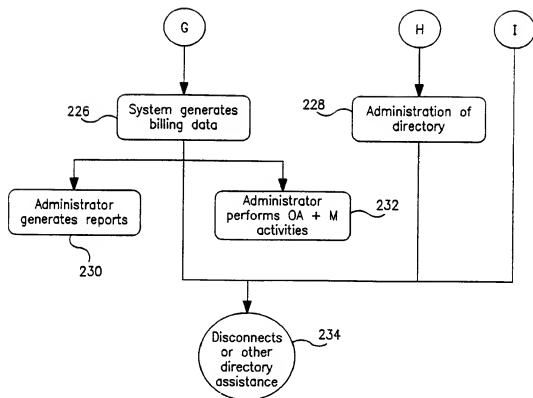 G
H
I
226
System generates
billing data
228
Administration of
directory
Administrator
generates reports
230
Administrator
performs OA + M
activities
232
Disconnects
or other
directory
assistance
234